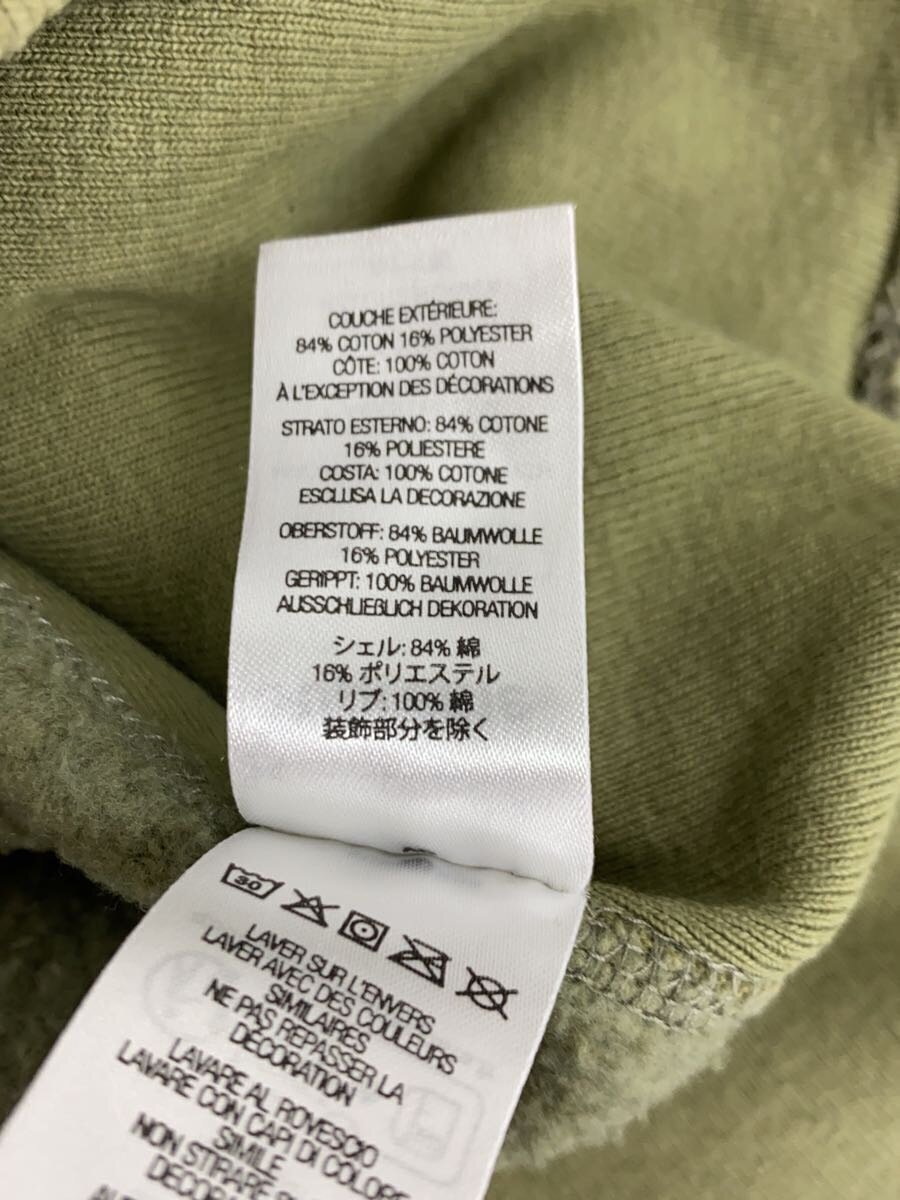 COUCHE EXTÉRIEURE:
84% COTON 16% POLYESTER
CÔTE: 100% COTON
À L'EXCEPTION DES DÉCORATIONS
STRATO ESTERNO: 84% COTONE
16% POLIESTERE
COSTA: 100% COTONE
ESCLUSA LA DECORAZIONE
OBERSTOFF: 84% BAUMWOLLE
16% POLYESTER
GERIPPT: 100% BAUMWOLLE
AUSSCHLIEßLICH DEKORATION
シェル: 84% 綿
16% ポリエステル
リブ: 100% 綿
装飾部分を除く
30
LAVER SUR L'ENVERS
LAVER AVEC DES COULEURS
SIMILAIRES
NE PAS REPASSER LA
DÉCORATION
LAVARE AL ROVESCIO
LAVARE CON CAPI DI COLORE
SIMILE
NON STIRARE